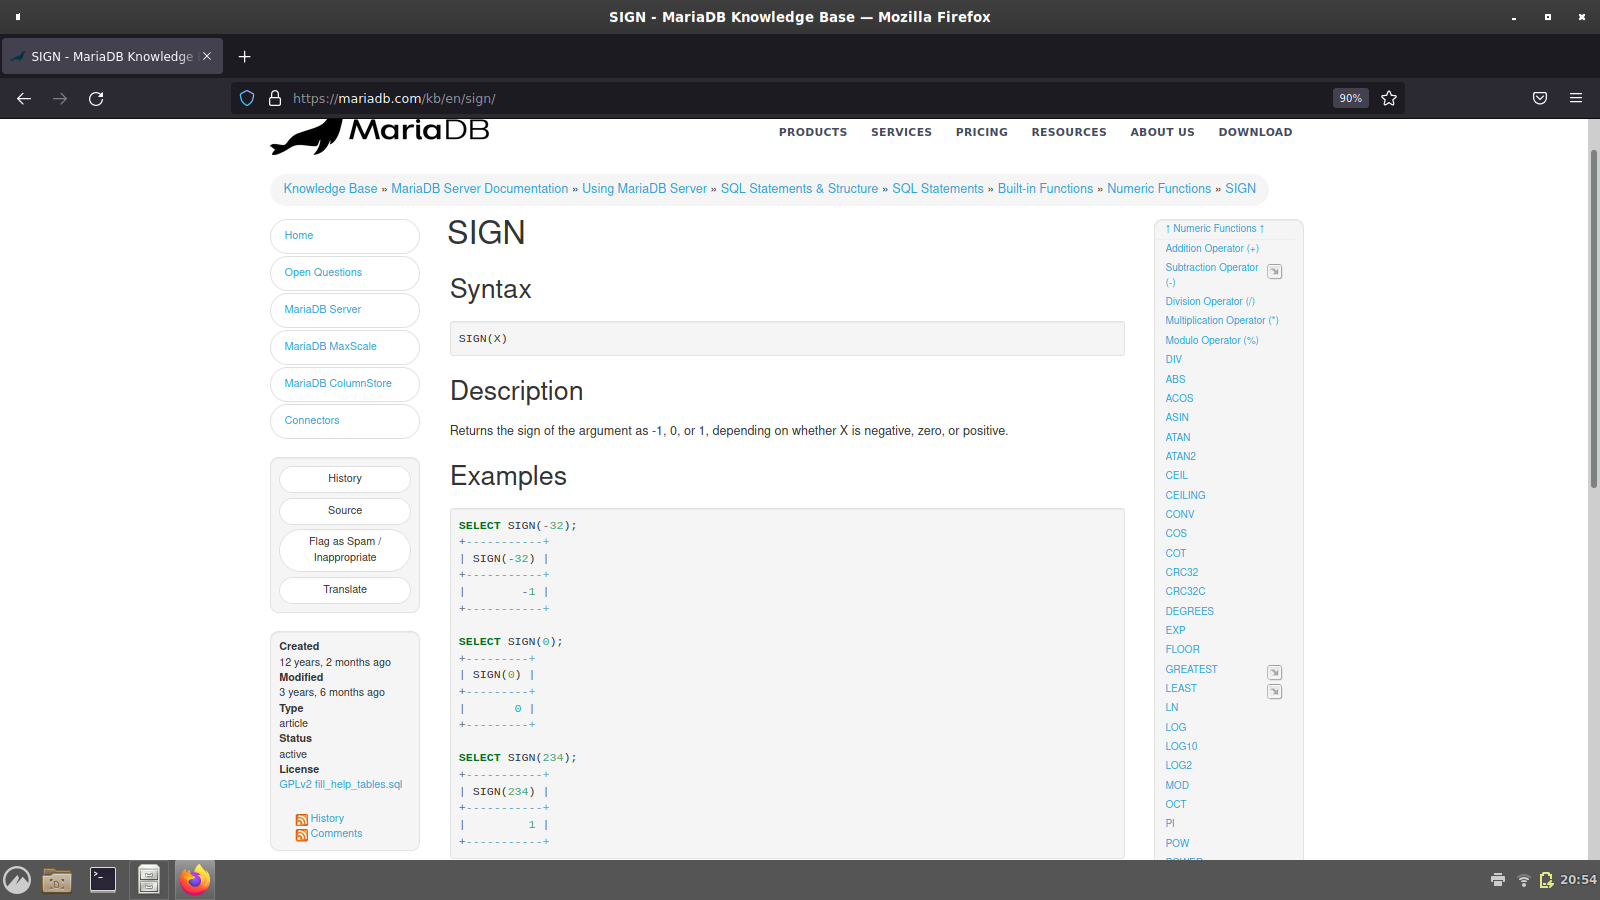 SIGN - MariaDB Knowledge Base — Mozilla Firefox
SIGN - MariaDB Knowledge
https://mariadb.com/kb/en/sign/
90%
MariaDB
PRODUCTS SERVICES PRICING RESOURCES ABOUT US DOWNLOAD
Knowledge Base » MariaDB Server Documentation » Using MariaDB Server » SQL Statements & Structure » SQL Statements » Built-in Functions » Numeric Functions » SIGN
Home
Open Questions
MariaDB Server
MariaDB MaxScale
MariaDB ColumnStore
Connectors
History
Source
Flag as Spam /
Inappropriate
Translate
Created
12 years, 2 months ago
Modified
3 years, 6 months ago
Type
article
Status
active
License
GPLv2 fill_help_tables.sql
History
Comments
SIGN
Syntax
SIGN(X)
Description
Returns the sign of the argument as -1, 0, or 1, depending on whether X is negative, zero, or positive.
Examples
SELECT SIGN(-32);
+-----------+
| SIGN(-32) |
+-----------+
|        -1 |
+-----------+
SELECT SIGN(0);
+---------+
| SIGN(0) |
+---------+
|       0 |
+---------+
SELECT SIGN(234);
+-----------+
| SIGN(234) |
+-----------+
|         1 |
+-----------+
↑ Numeric Functions ↑
Addition Operator (+)
Subtraction Operator
(-)
Division Operator (/)
Multiplication Operator (*)
Modulo Operator (%)
DIV
ABS
ACOS
ASIN
ATAN
ATAN2
CEIL
CEILING
CONV
COS
COT
CRC32
CRC32C
DEGREES
EXP
FLOOR
GREATEST
LEAST
LN
LOG
LOG10
LOG2
MOD
OCT
PI
POW
POWER
20:54